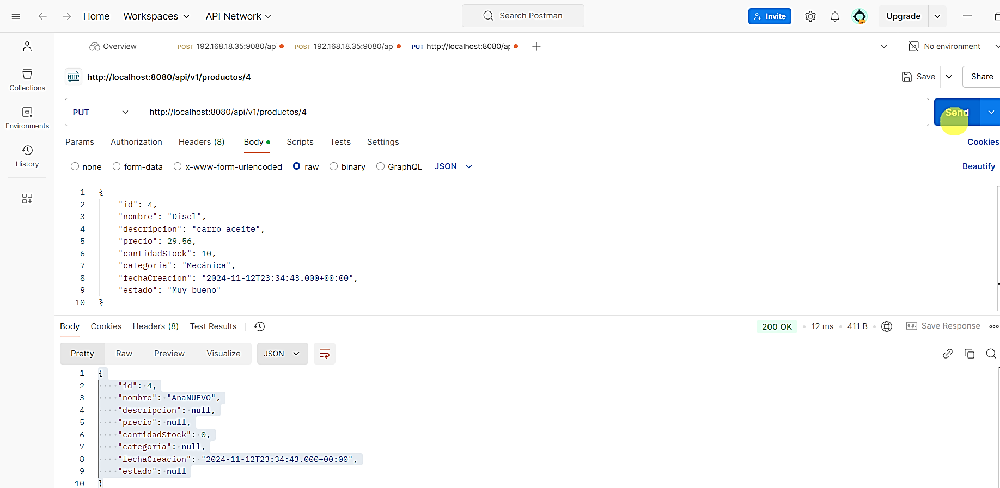 Home Workspaces API Network Search Postman Invite Upgrade
Overview POST 192.168.18.35:9080/ap POST 192.168.18.35:9080/ap PUT http://localhost:8080/ap No environment
Collections
Environments
History
HTTP http://localhost:8080/api/v1/productos/4 Save Share
PUT http://localhost:8080/api/v1/productos/4 Send
Params Authorization Headers (8) Body Scripts Tests Settings Cookies
none form-data x-www-form-urlencoded raw binary GraphQL JSON Beautify
1 {
2 "id": 4,
3 "nombre": "Disel",
4 "descripcion": "carro aceite",
5 "precio": 29.56,
6 "cantidadStock": 10,
7 "categoria": "Mecánica",
8 "fechaCreacion": "2024-11-12T23:34:43.000+00:00",
9 "estado": "Muy bueno"
10 }
Body Cookies Headers (8) Test Results 200 OK • 12 ms • 411 B • e.g. Save Response
Pretty Raw Preview Visualize JSON
1 {
2 "id": 4,
3 "nombre": "AnaNUEVO",
4 "descripcion": null,
5 "precio": null,
6 "cantidadStock": 0,
7 "categoria": null,
8 "fechaCreacion": "2024-11-12T23:34:43.000+00:00",
9 "estado": null
10 }